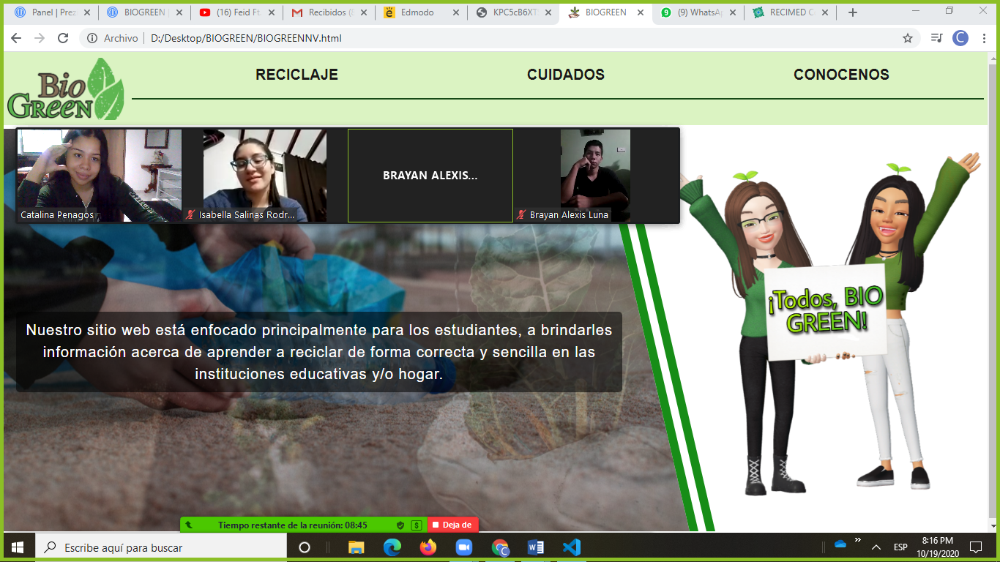 Panel | Prez
BIOGREEN |
(16) Feid Ft.
Recibidos (
Edmodo
KPC5cB6XT
BIOGREEN
(9) WhatsA
RECIMED C
Archivo
D:/Desktop/BIOGREEN/BIOGREENNV.html
C
Bio
GReeN
RECICLAJE
CUIDADOS
CONOCENOS
BRAYAN ALEXIS...
Catalina Penagos
Isabella Salinas Rodr...
Brayan Alexis Luna
¡Todos, BIO
GREEN!
Nuestro sitio web está enfocado principalmente para los estudiantes, a brindarles
información acerca de aprender a reciclar de forma correcta y sencilla en las
instituciones educativas y/o hogar.
Tiempo restante de la reunión: 08:45
Deja de
Escribe aquí para buscar
ESP
8:16 PM
10/19/2020